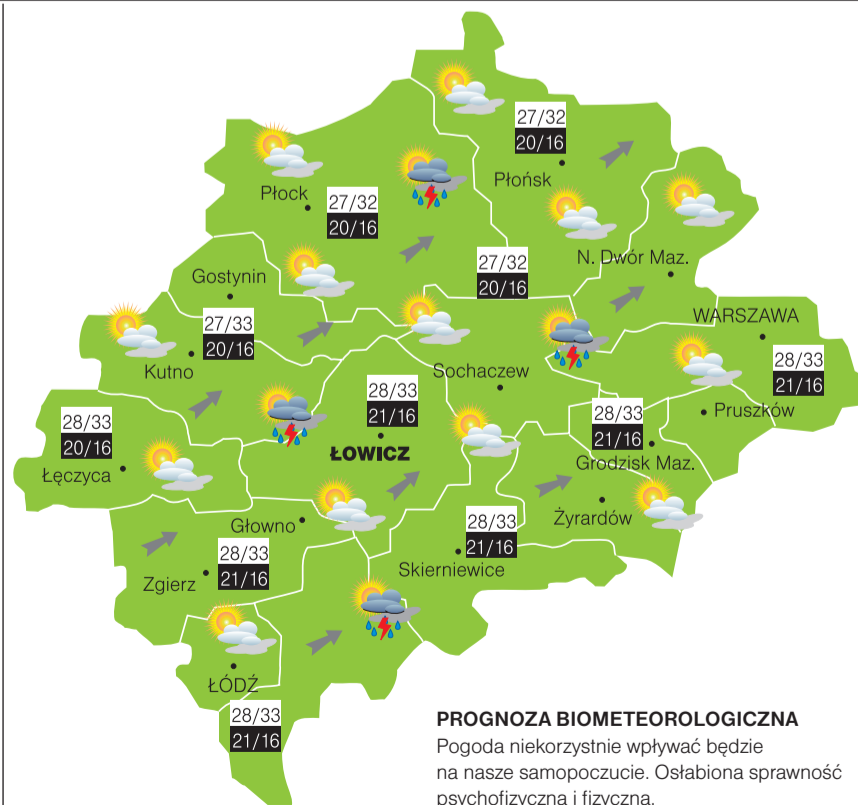 27/32
20/16
Płońsk
Płock
27/32
20/16
N. Dwór Maz.
27/32
20/16
Gostynin
27/33
20/16
Kutno
WARSZAWA
28/33
21/16
Sochaczew
28/33
21/16
ŁOWICZ
Pruszków
28/33
21/16
Grodzisk Maz.
28/33
20/16
Łęczyca
Żyrardów
Głowno
28/33
21/16
Skierniewice
28/33
21/16
Zgierz
ŁÓDŹ
28/33
21/16
PROGNOZA BIOMETEOROLOGICZNA
Pogoda niekorzystnie wpływać będzie
na nasze samopoczucie. Osłabiona sprawność
psychofizyczna i fizyczna.